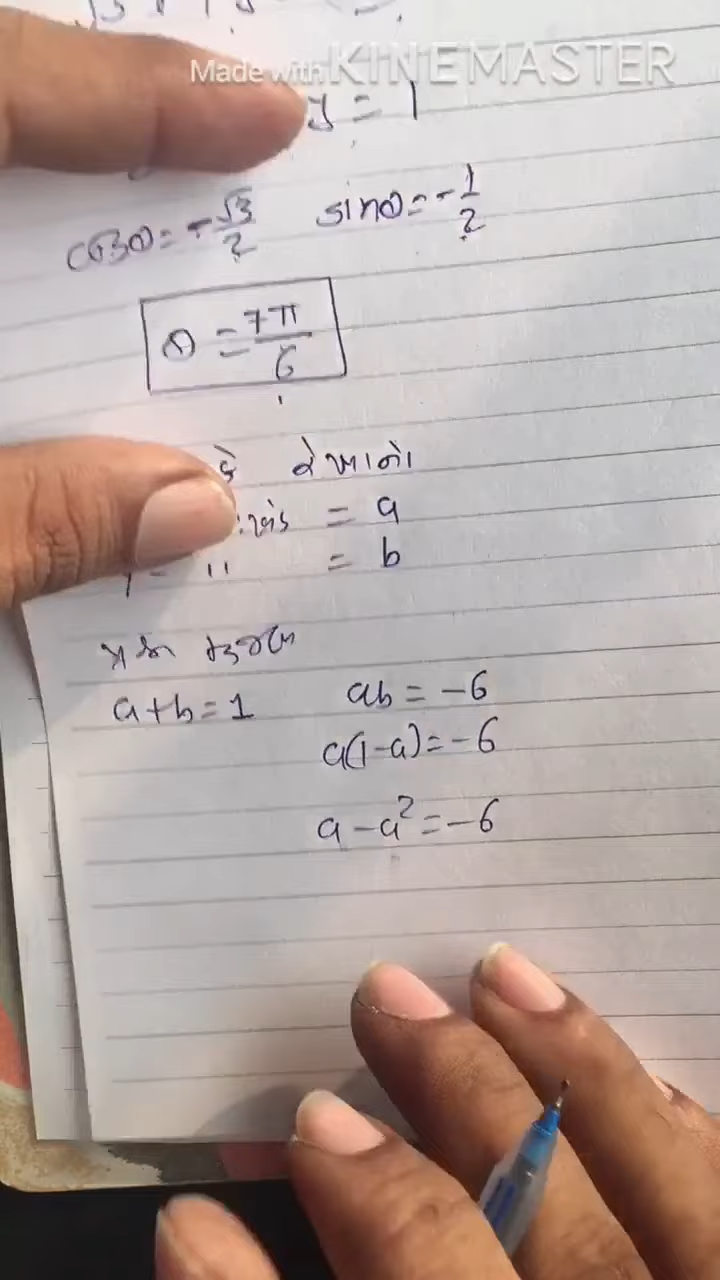 Made with KINEMASTER
y = 1
cosθ = -√3/2 sinθ = -1/2
θ = 7π/6
કે રેખાનો
= a
" = b
a+b=1 ab = -6
a(1-a) = -6
a - a² = -6